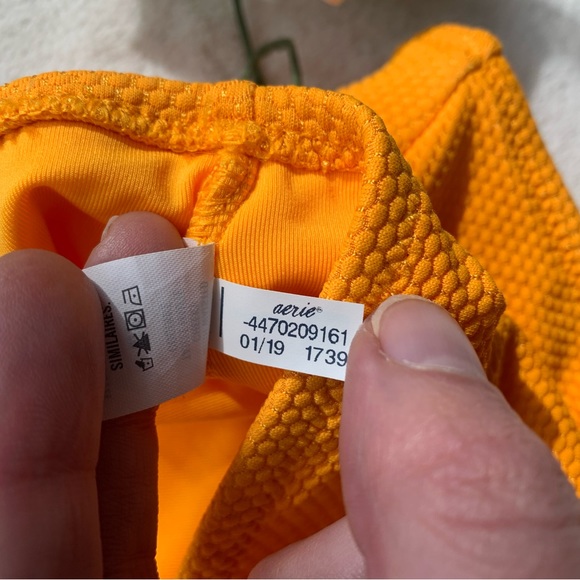 SIMILAIRES.
aerie®
-4470209161
01/19 1739